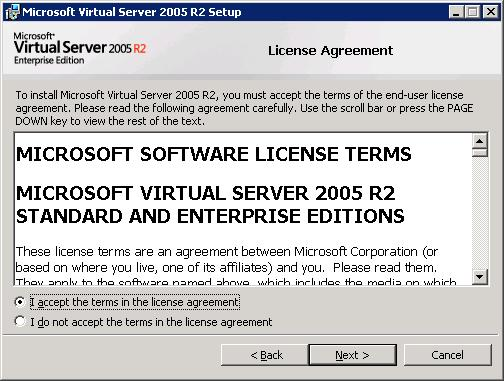 Microsoft Virtual Server 2005 R2 Setup
Microsoft®
Virtual Server 2005 R2
Enterprise Edition
License Agreement
To install Microsoft Virtual Server 2005 R2, you must accept the terms of the end-user license
agreement. Please read the following agreement carefully. Use the scroll bar or press the PAGE
DOWN key to view the rest of the text.
MICROSOFT SOFTWARE LICENSE TERMS
MICROSOFT VIRTUAL SERVER 2005 R2
STANDARD AND ENTERPRISE EDITIONS
These license terms are an agreement between Microsoft Corporation (or
based on where you live, one of its affiliates) and you. Please read them.
They apply to the software named above, which includes the media on which
I accept the terms in the license agreement
I do not accept the terms in the license agreement
< Back
Next >
Cancel